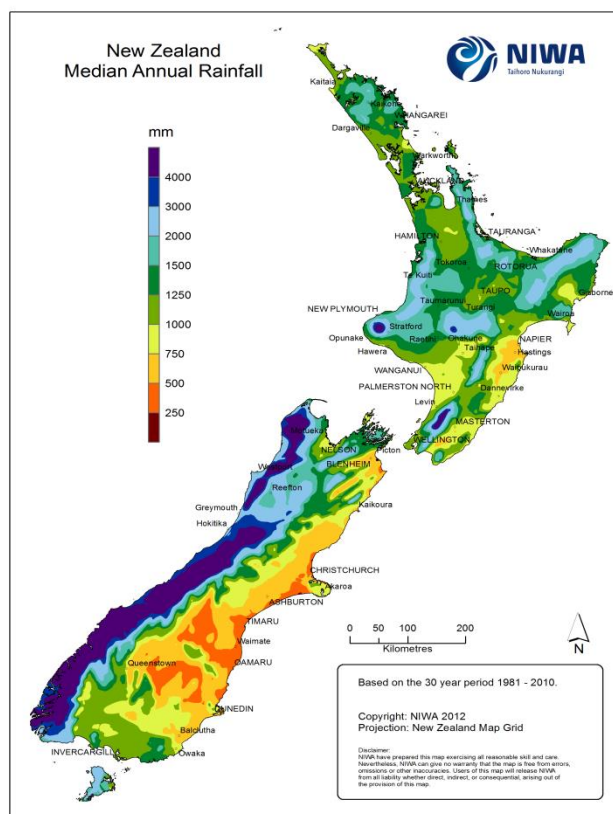 New Zealand
Median Annual Rainfall
NIWA
Taihoro Nukurangi
mm
4000
3000
2000
1500
1250
1000
750
500
250
Kaitaia
Kaikohe
WHANGAREI
Dargaville
Warkworth
AUCKLAND
Thames
HAMILTON
TAURANGA
Whakatane
Tokoroa
ROTORUA
Te Kuiti
TAUPO
Gisborne
Taumarunui
Turangi
NEW PLYMOUTH
Wairoa
Stratford
Ohakune
NAPIER
Opunake
Raetihi
Taihape
Hastings
Hawera
Waipukurau
WANGANUI
PALMERSTON NORTH
Dannevirke
Levin
MASTERTON
WELLINGTON
Motueka
NELSON
Picton
Westport
BLENHEIM
Reefton
Kaikoura
Greymouth
Hokitika
CHRISTCHURCH
Akaroa
ASHBURTON
TIMARU
Waimate
Queenstown
OAMARU
DUNEDIN
Balclutha
INVERCARGILL
Owaka
0 50 100 200
Kilometres
N
Based on the 30 year period 1981 - 2010.
Copyright: NIWA 2012
Projection: New Zealand Map Grid
Disclaimer:
NIWA have prepared this map exercising all reasonable skill and care.
Nevertheless, NIWA can give no warranty that the map is free from errors,
omissions or other inaccuracies. Users of this map will release NIWA
from all liability whether direct, indirect, or consequential, arising out of
the provision of this map.